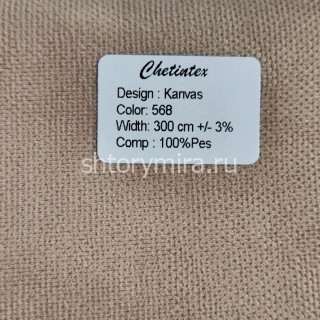 Chetintex
Design : Kanvas
Color: 568
Width: 300 cm +/- 3%
Comp : 100%Pes
shtorymira.ru